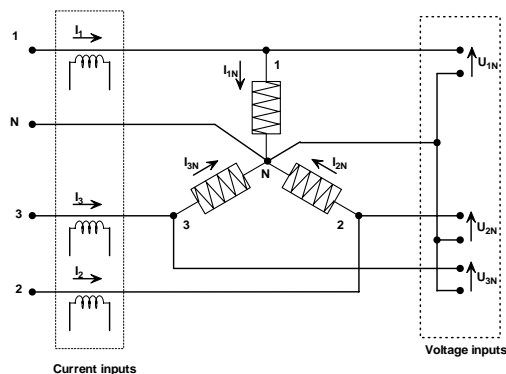 1
I1
1
I1N
U1N
N
I3N
N
I2N
3
I3
3
2
U2N
I2
U3N
2
Voltage inputs
Current inputs